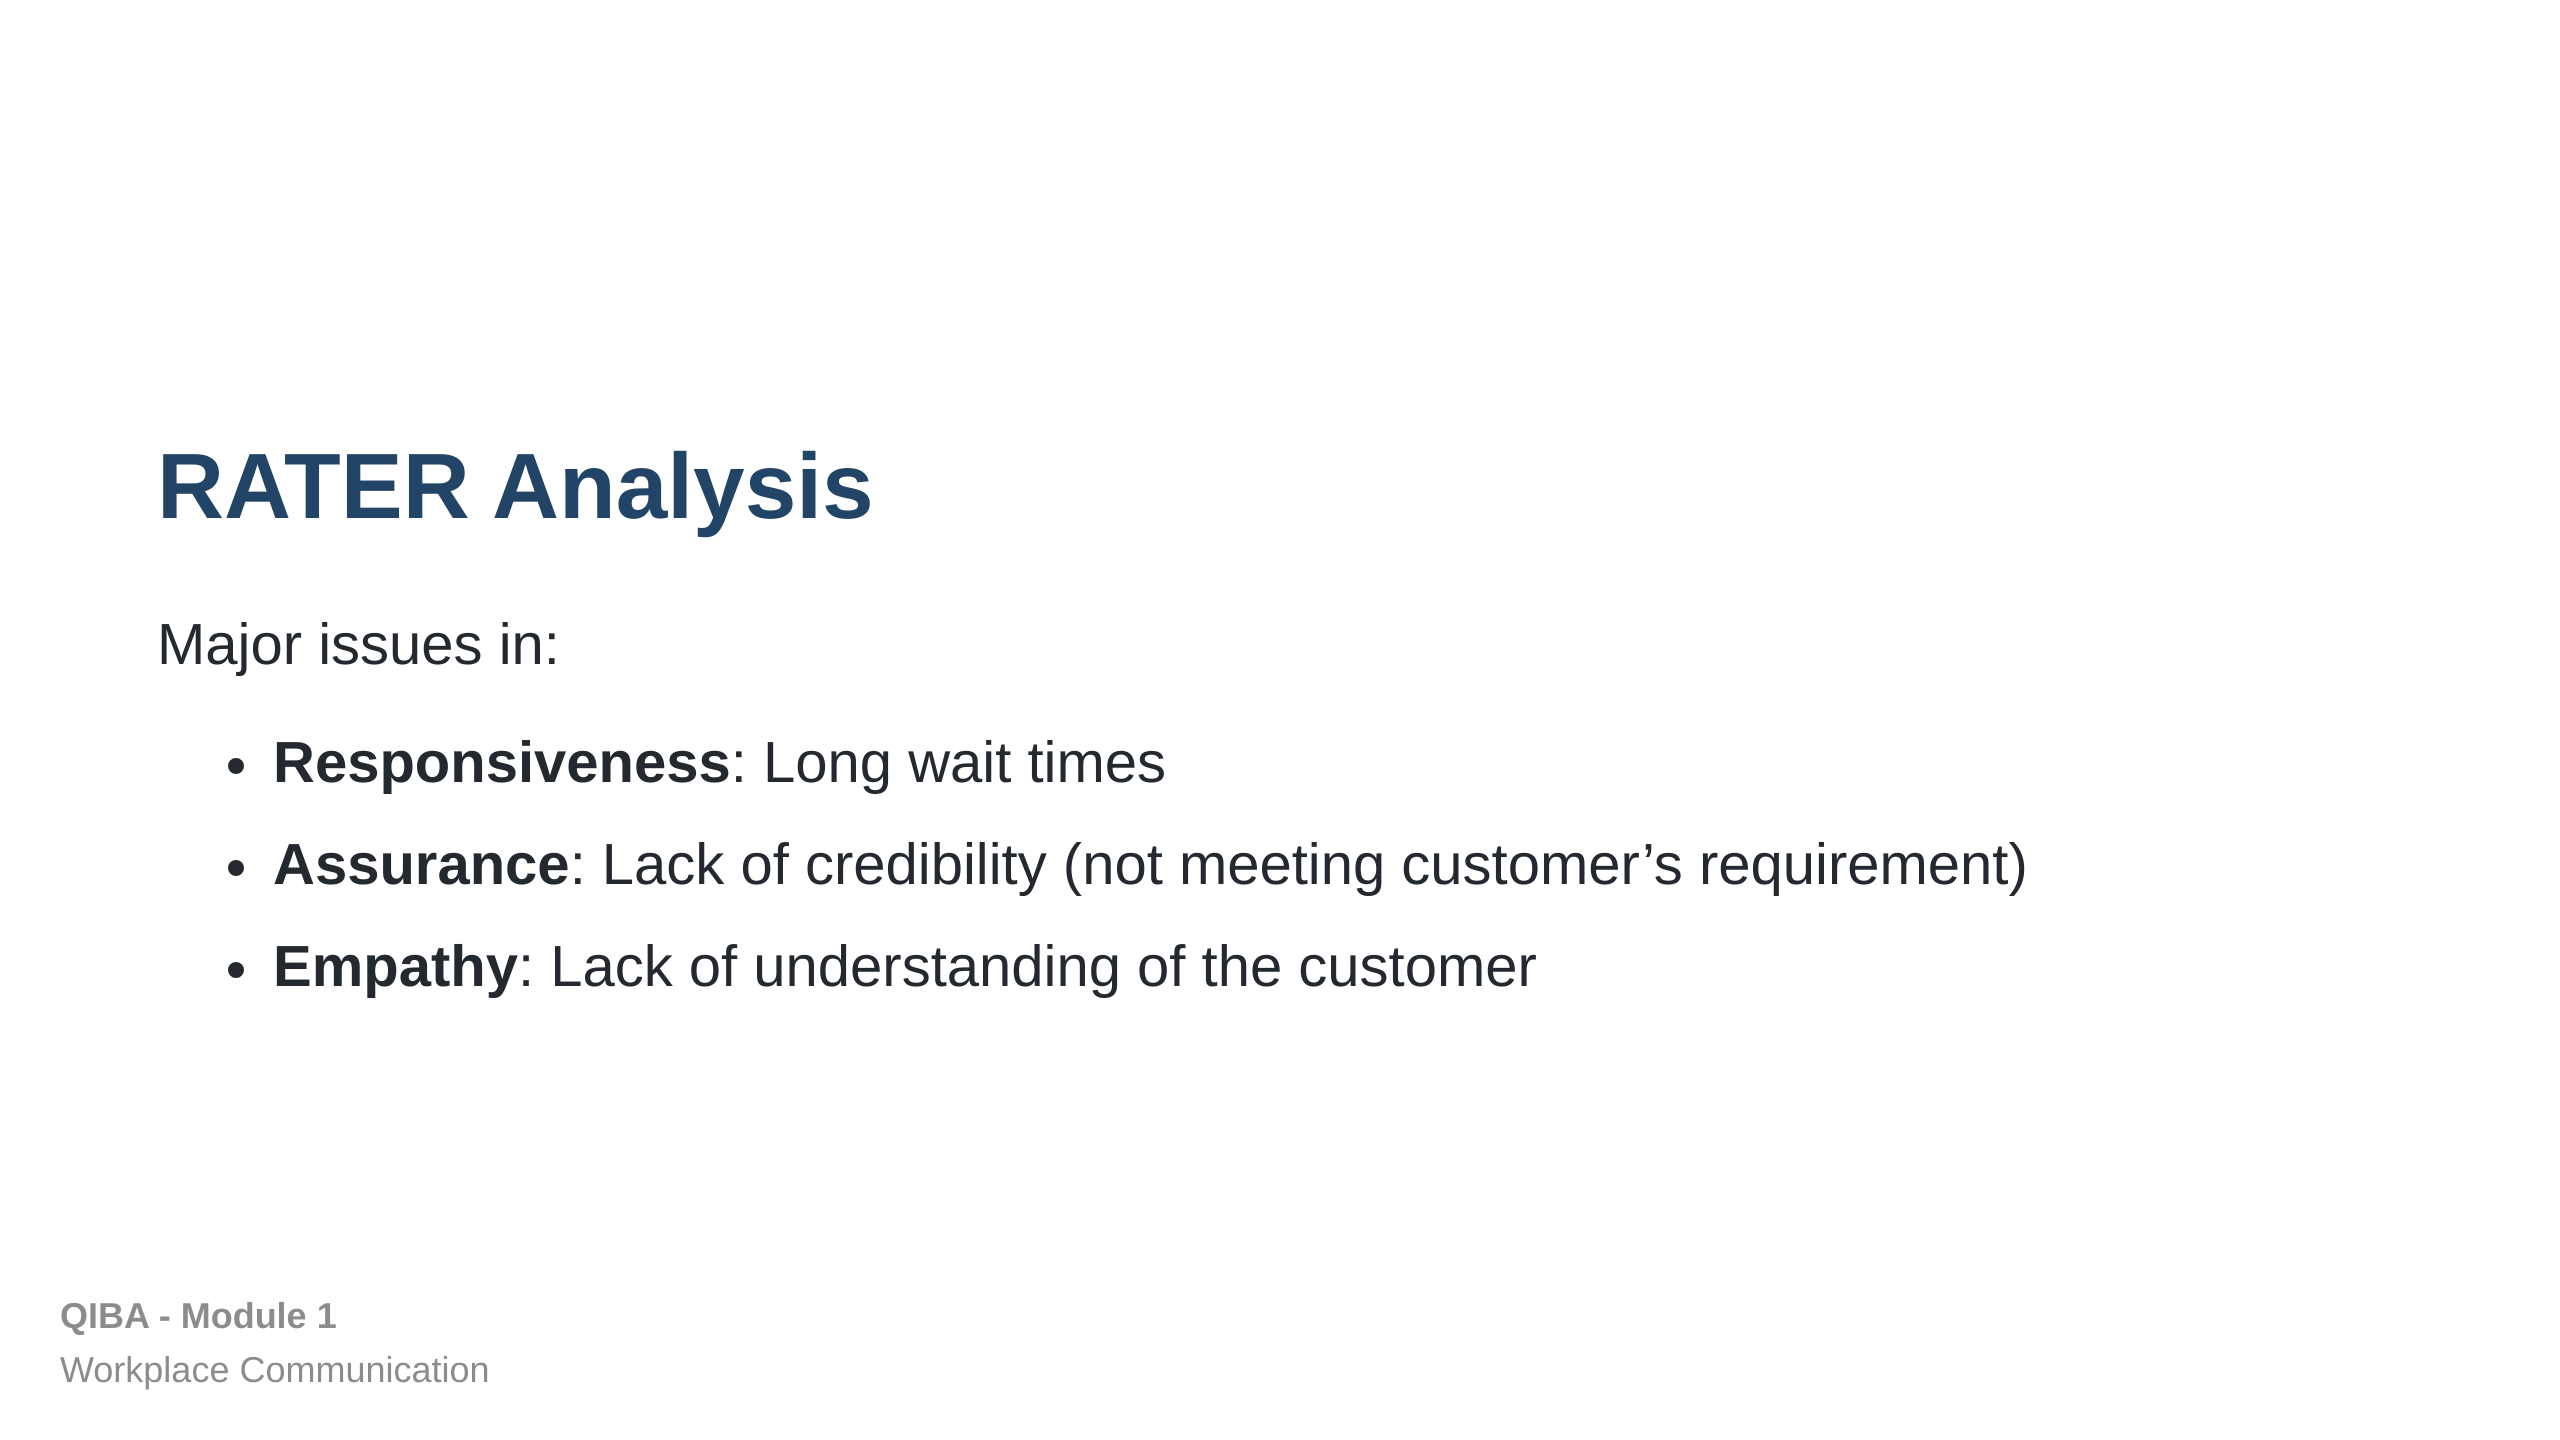 RATER Analysis
Major issues in:
• Responsiveness: Long wait times
• Assurance: Lack of credibility (not meeting customer’s requirement)
• Empathy: Lack of understanding of the customer
QIBA - Module 1
Workplace Communication